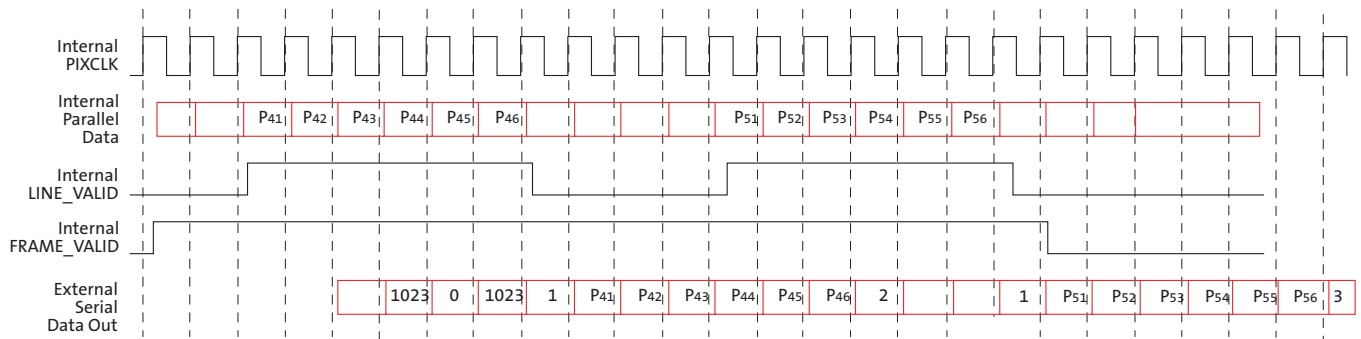 Internal
PIXCLK
Internal
Parallel
Data
P41 P42 P43 P44 P45 P46 P51 P52 P53 P54 P55 P56
Internal
LINE_VALID
Internal
FRAME_VALID
External
Serial
Data Out
1023 0 1023 1 P41 P42 P43 P44 P45 P46 2 1 P51 P52 P53 P54 P55 P56 3